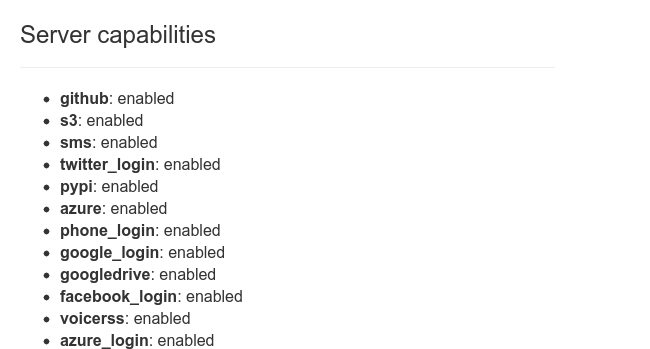 Server capabilities
github: enabled
s3: enabled
sms: enabled
twitter_login: enabled
pypi: enabled
azure: enabled
phone_login: enabled
google_login: enabled
googledrive: enabled
facebook_login: enabled
voicerss: enabled
azure_login: enabled